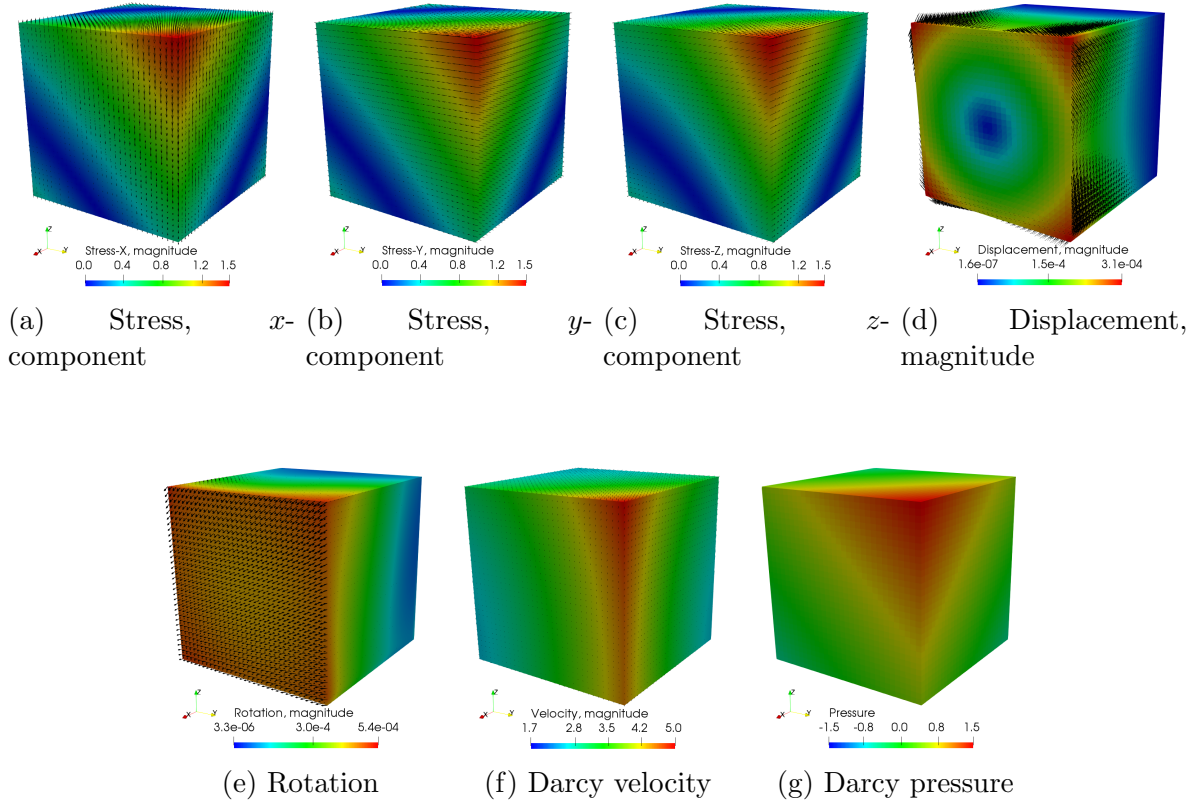 Z
X Y
Stress-X, magnitude
0.0 0.4 0.8 1.2 1.5
Z
X Y
Stress-Y, magnitude
0.0 0.4 0.8 1.2 1.5
Z
X Y
Stress-Z, magnitude
0.0 0.4 0.8 1.2 1.5
Z
X Y
Displacement, magnitude
1.6e-07 1.5e-4 3.1e-04
(a) Stress, x-
component
(b) Stress, y-
component
(c) Stress, z-
component
(d) Displacement,
magnitude
Z
X Y
Rotation, magnitude
3.3e-06 3.0e-4 5.4e-04
Z
X Y
Velocity, magnitude
1.7 2.8 3.5 4.2 5.0
Z
X Y
Pressure
-1.5 -0.8 0.0 0.8 1.5
(e) Rotation
(f) Darcy velocity
(g) Darcy pressure